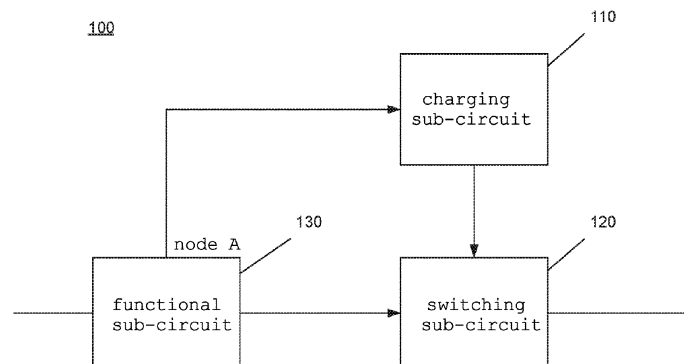 100
110
charging
sub-circuit
130
node A
120
functional
sub-circuit
switching
sub-circuit